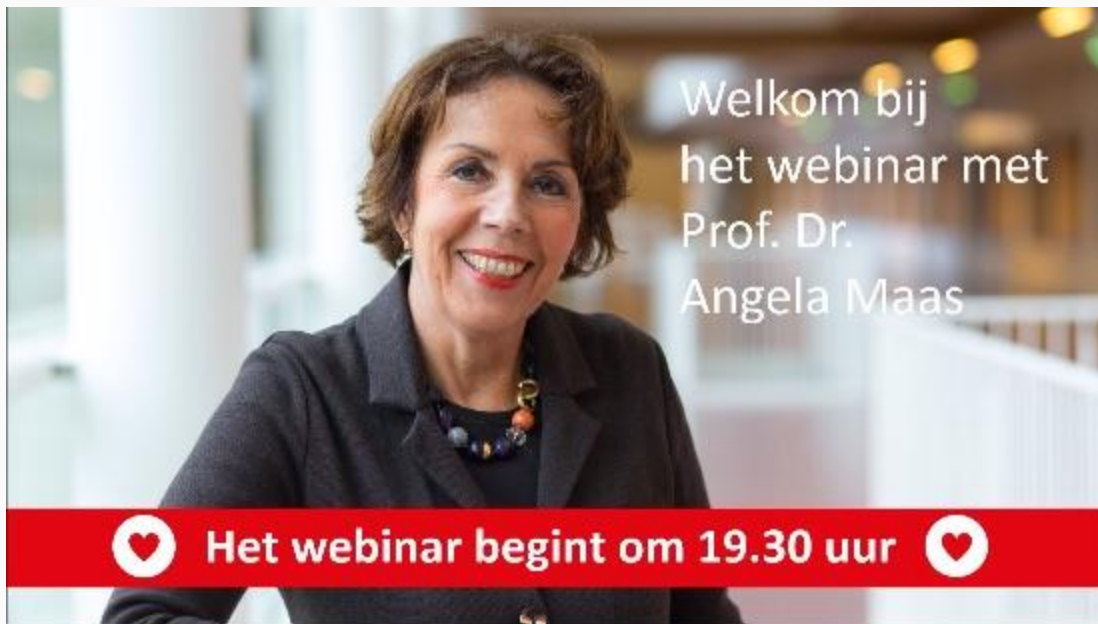 Welkom bij
het webinar met
Prof. Dr.
Angela Maas
Het webinar begint om 19.30 uur